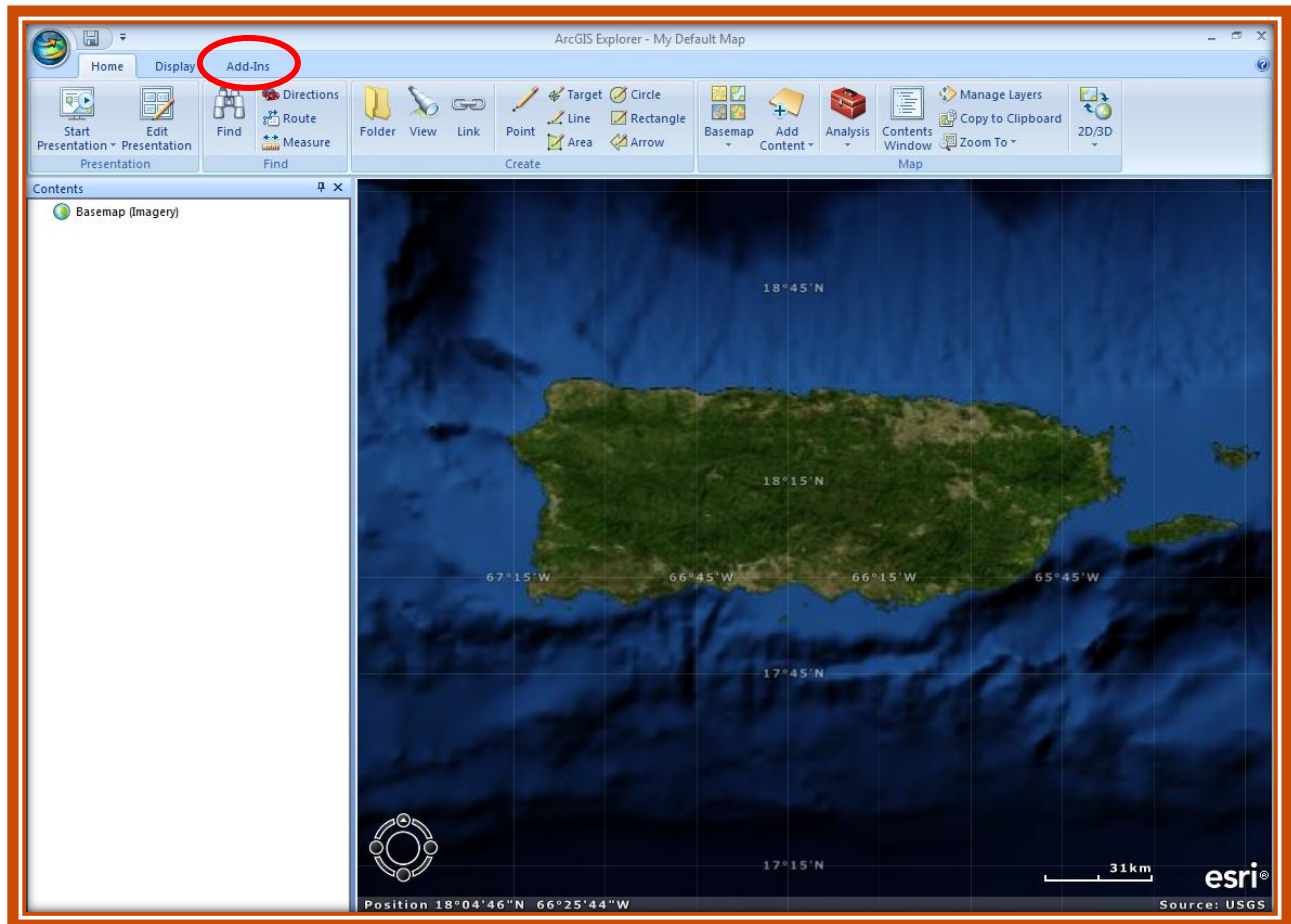 ArcGIS Explorer - My Default Map
Home Display Add-Ins
Start Presentation
Edit Presentation
Presentation
Find
Directions
Route
Measure
Find
Folder
View
Link
Point
Target
Line
Area
Circle
Rectangle
Arrow
Create
Basemap
Add Content
Analysis
Contents Window
Manage Layers
Copy to Clipboard
Zoom To
2D/3D
Map
Contents
Basemap (Imagery)
18°45'N
18°15'N
67°15'W 66°45'W 66°15'W 65°45'W
17°45'N
17°15'N
31km
esri®
Position 18°04'46"N 66°25'44"W
Source: USGS